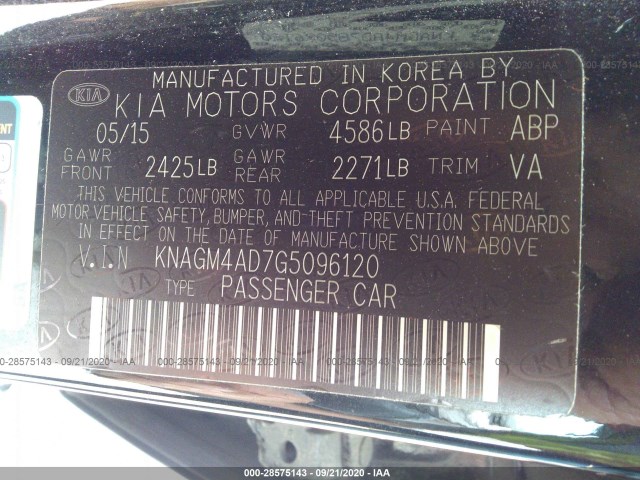 MANUFACTURED IN KOREA BY
KIA
KIA MOTORS CORPORATION
05/15 GVWR 4586LB PAINT ABP
GAWR FRONT 2425LB GAWR REAR 2271LB TRIM VA
THIS VEHICLE CONFORMS TO ALL APPLICABLE U.S.A. FEDERAL
MOTOR VEHICLE SAFETY, BUMPER, AND THEFT PREVENTION STANDARDS
IN EFFECT ON THE DATE OF MANUFACTURE SHOWN ABOVE
V.I.N KNAGM4AD7G5096120
TYPE PASSENGER CAR
000-28575143 - 09/21/2020 - IAA